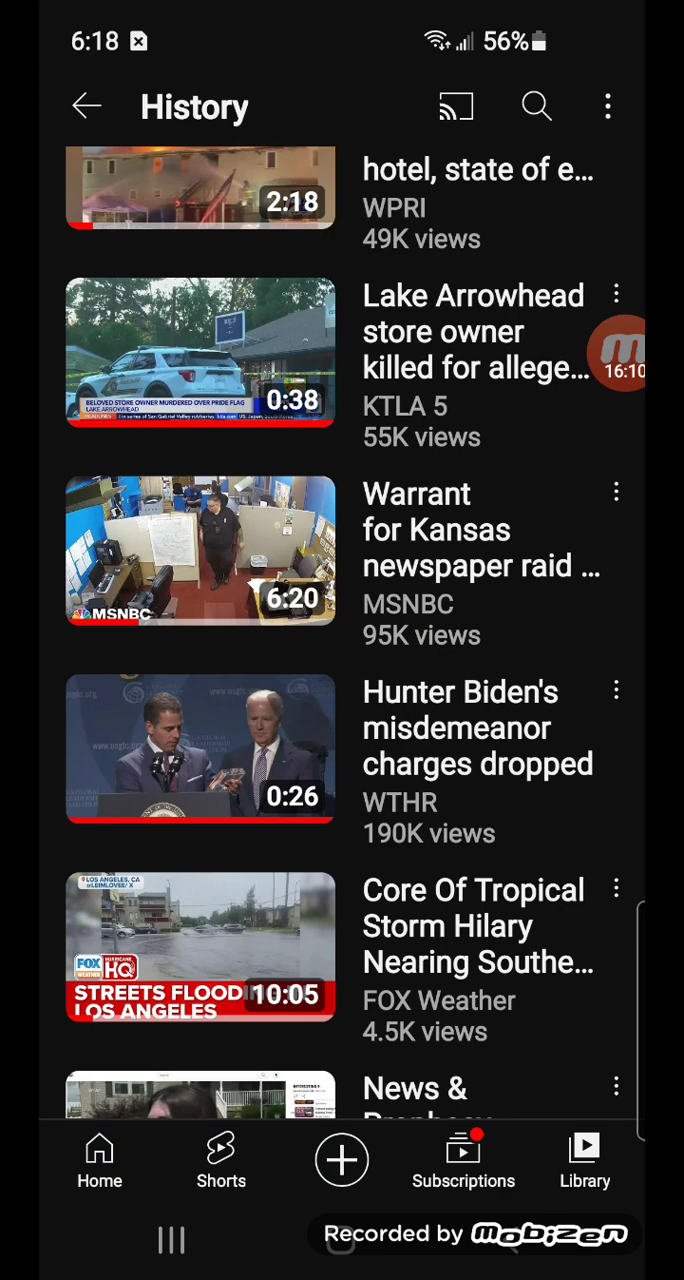 6:18
56%
History
2:18
hotel, state of e...
WPRI
49K views
BELOVED STORE OWNER MURDERED OVER PRIDE FLAG
LAKE ARROWHEAD
0:38
Lake Arrowhead
store owner
killed for allege...
KTLA 5
55K views
16:10
MSNBC
6:20
Warrant
for Kansas
newspaper raid ...
MSNBC
95K views
0:26
Hunter Biden's
misdemeanor
charges dropped
WTHR
190K views
LOS ANGELES, CA
@LEIMLOVER/ X
FOX
WEATHER
HURRICANE
HQ
STREETS FLOOD
LOS ANGELES
10:05
Core Of Tropical
Storm Hilary
Nearing Southe...
FOX Weather
4.5K views
News &
Home
Shorts
Subscriptions
Library
Recorded by mobizen